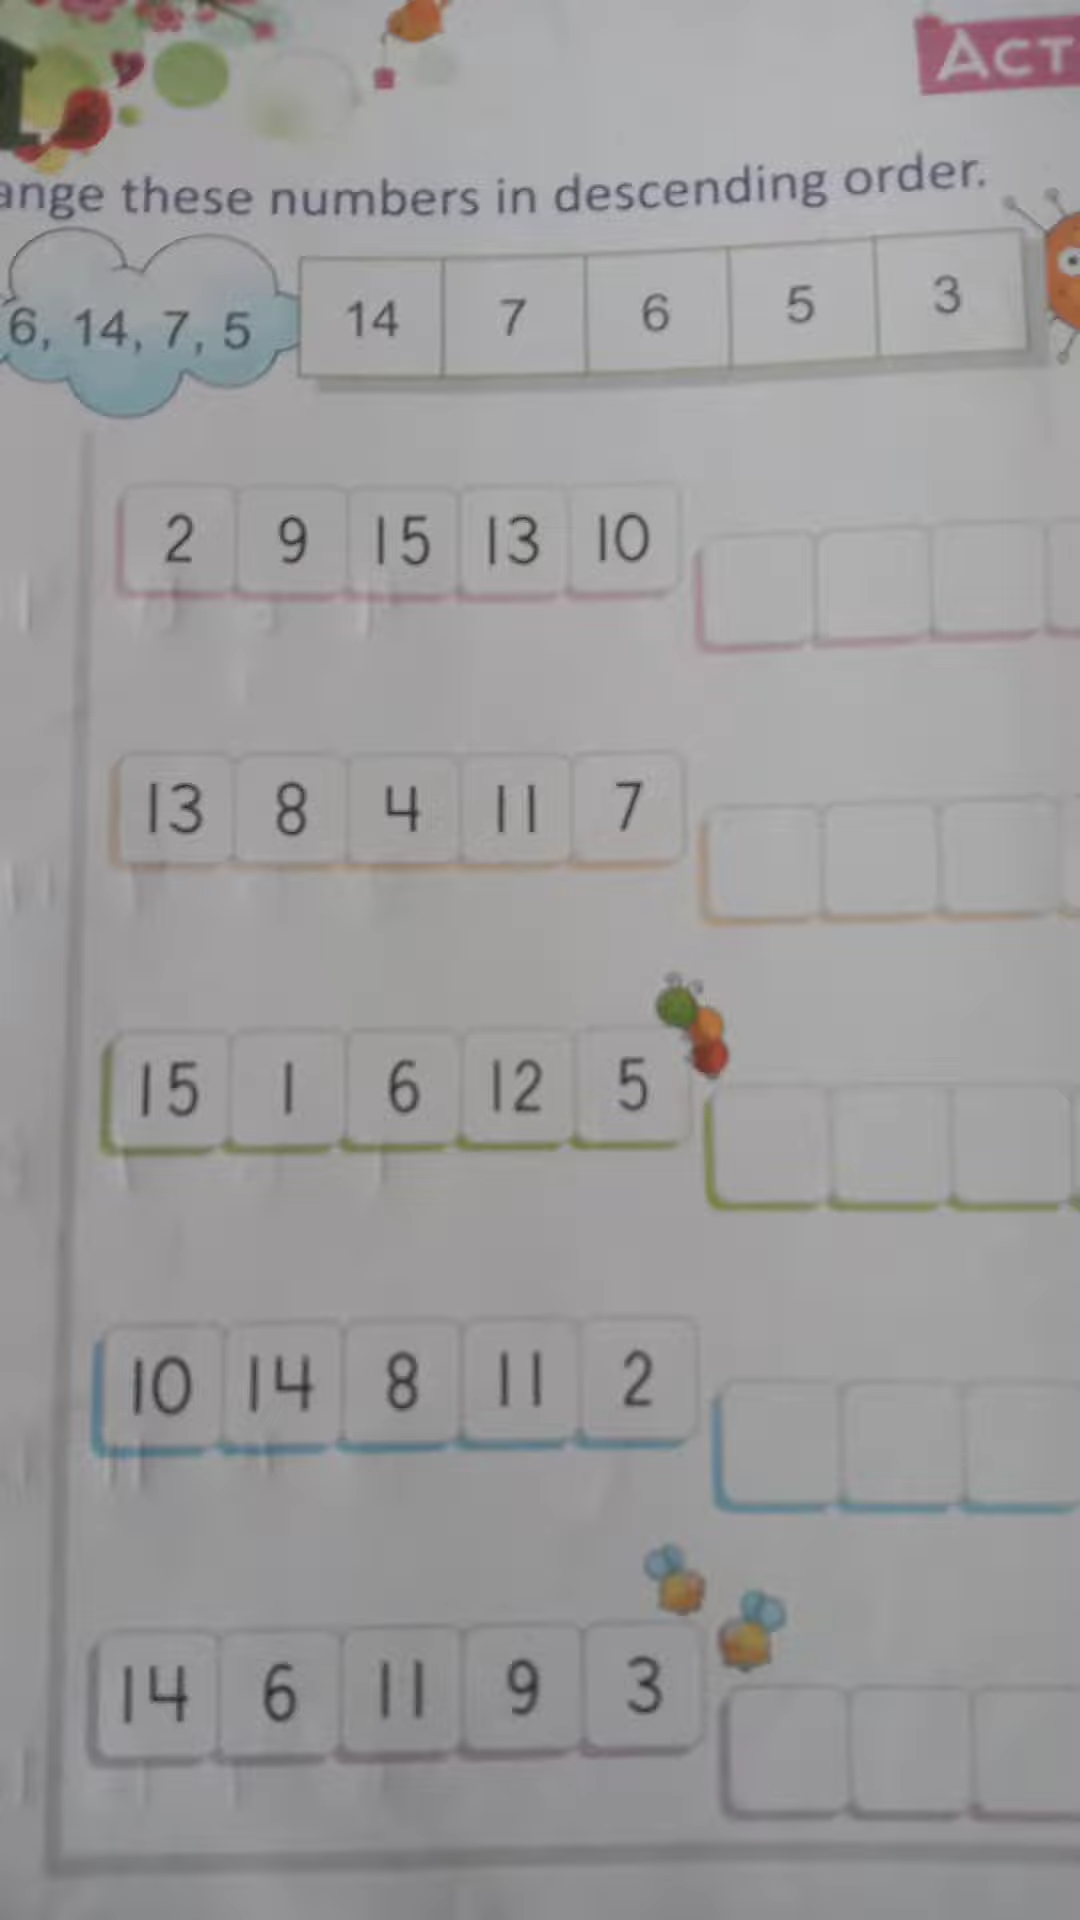 ACT
ange these numbers in descending order.
6, 14, 7, 5 14 7 6 5 3
2 9 15 13 10
13 8 4 11 7
15 1 6 12 5
10 14 8 11 2
14 6 11 9 3